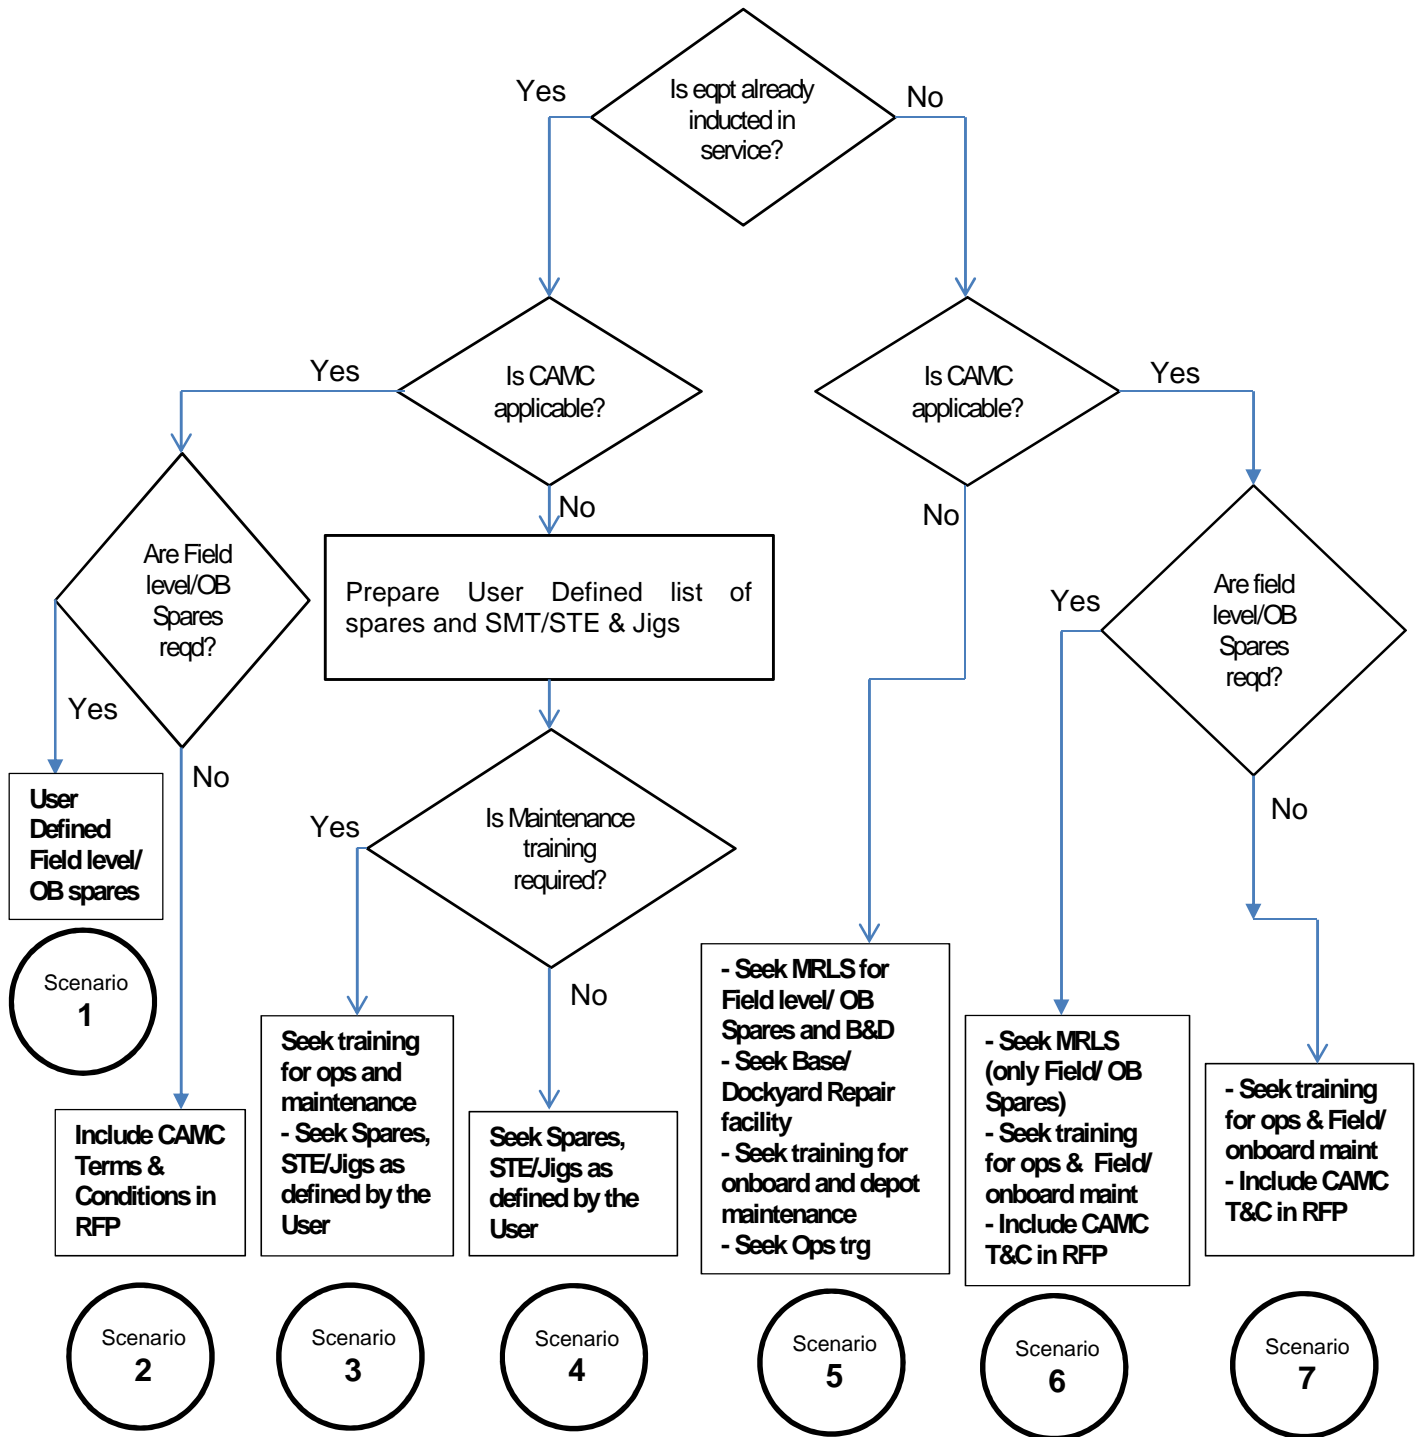 Yes
Is eqpt already
inducted in
service?
No
Yes
Is CAMC
applicable?
Is CAMC
applicable?
Yes
No
No
Are Field
level/OB
Spares
reqd?
Prepare User Defined list of
spares and SMT/STE & Jigs
Yes
Are field
level/OB
Spares
reqd?
Yes
No
No
User
Defined
Field level/
OB spares
Yes
Is Maintenance
training
required?
No
Scenario
1
- Seek MRLS for
Field level/ OB
Spares and B&D
- Seek Base/
Dockyard Repair
facility
- Seek training for
onboard and depot
maintenance
- Seek Ops trg
Seek training
for ops and
maintenance
- Seek Spares,
STE/Jigs as
defined by the
User
- Seek MRLS
(only Field/ OB
Spares)
- Seek training
for ops & Field/
onboard maint
- Include CAMC
T&C in RFP
- Seek training
for ops & Field/
onboard maint
- Include CAMC
T&C in RFP
Include CAMC
Terms &
Conditions in
RFP
Seek Spares,
STE/Jigs as
defined by the
User
Scenario
2
Scenario
3
Scenario
4
Scenario
5
Scenario
6
Scenario
7